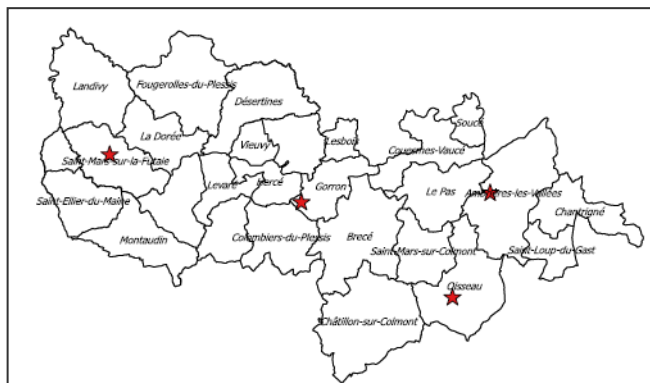 Landivy
Fougerolles-du-Plessis
Désertines
Soucé
La Dorée
Vieuvy
Lesbois
Couesmes-Vaucé
Saint-Mars-sur-la-Futaie
Levaré
Hercé
Gorron
Le Pas
Ambrières-les-Vallées
Saint-Ellier-du-Maine
Chantrigné
Montaudin
Colombiers-du-Plessis
Brecé
Saint-Mars-sur-Colmont
Saint-Loup-du-Gast
Oisseau
Châtillon-sur-Colmont